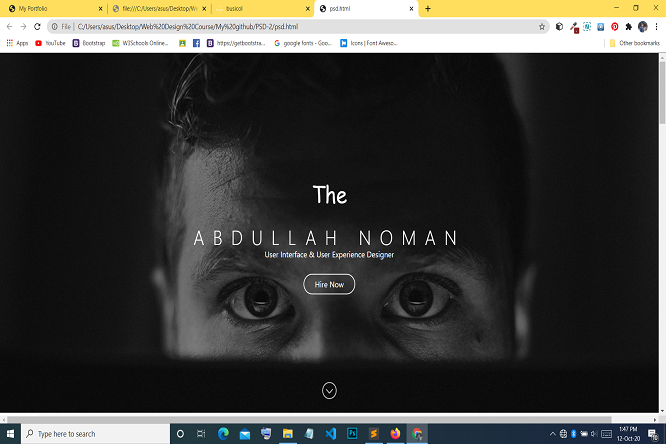 My Portfolio
file:///C:/Users/asus/Desktop/We
busicol
psd.html
File | C:/Users/asus/Desktop/Web%20Design%20Course/My%20github/PSD-2/psd.html
Apps
YouTube
Bootstrap
W3Schools Online...
https://getbootstra...
google fonts - Goo...
Icons | Font Aweso...
Other bookmarks
The
ABDULLAH NOMAN
User Interface & User Experience Designer
Hire Now
Type here to search
1:47 PM
12-Oct-20